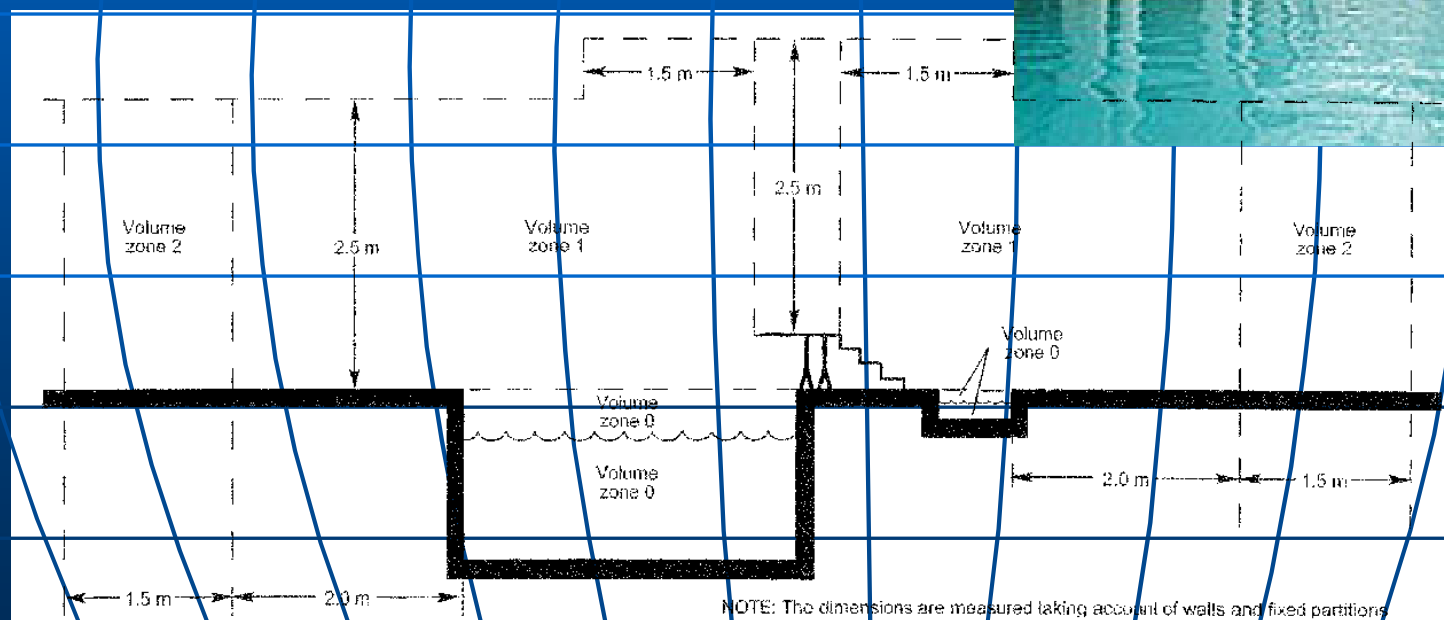 1.5 m
1.5 m
2.5 m
Volume
zone 2
2.5 m
Volume
zone 1
Volume
zone 1
Volume
zone 2
Volume
zone 0
Volume
zone 0
Volume
zone 0
2.0 m
1.5 m
1.5 m
2.0 m
NOTE: The dimensions are measured taking account of walls and fixed partitions